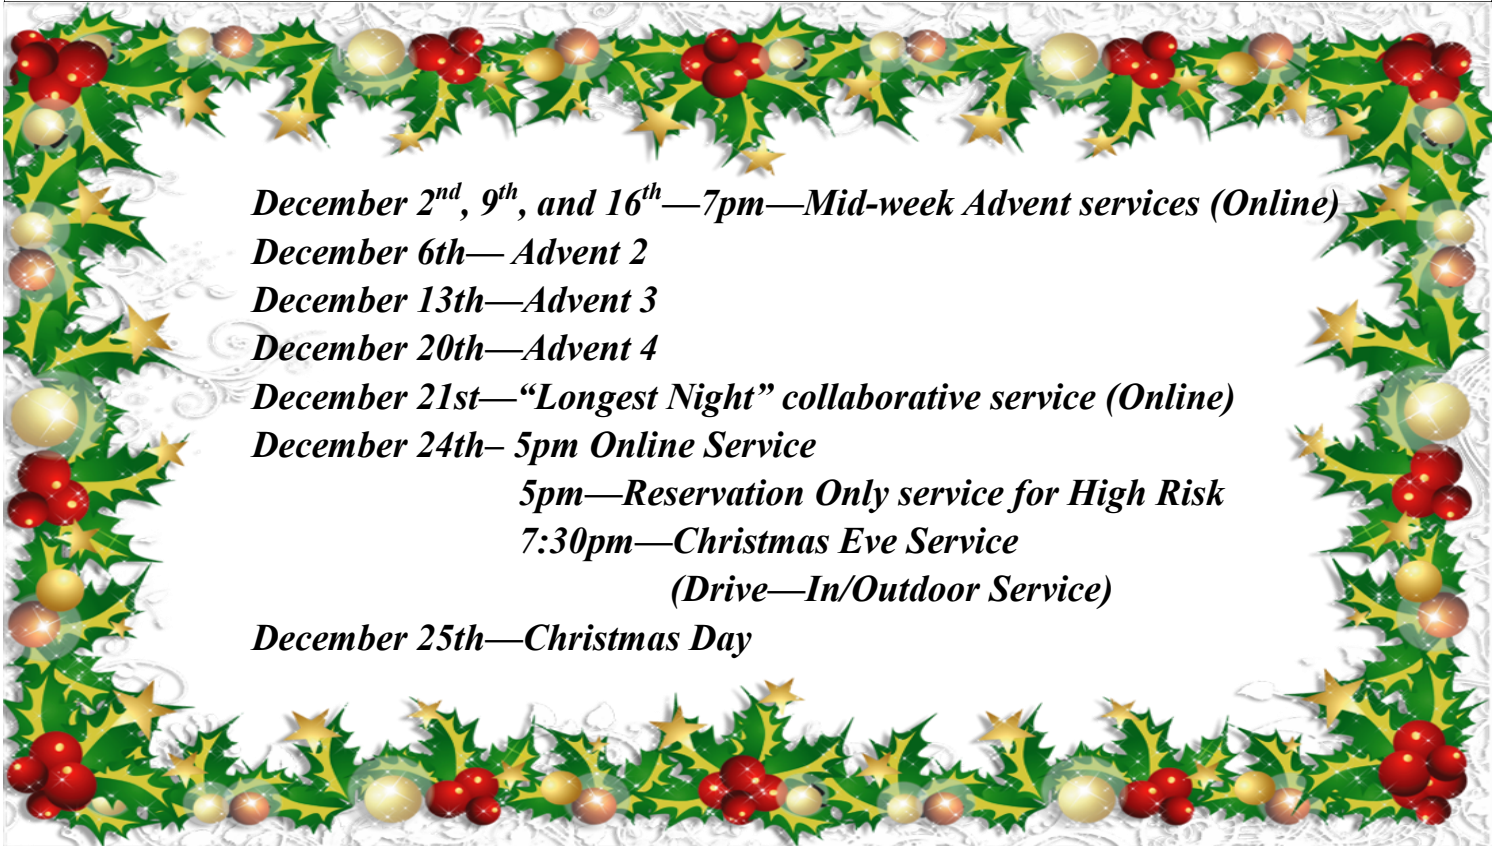 December 2nd, 9th, and 16th—7pm—Mid-week Advent services (Online)
December 6th— Advent 2
December 13th—Advent 3
December 20th—Advent 4
December 21st—“Longest Night” collaborative service (Online)
December 24th– 5pm Online Service
5pm—Reservation Only service for High Risk
7:30pm—Christmas Eve Service
(Drive—In/Outdoor Service)
December 25th—Christmas Day